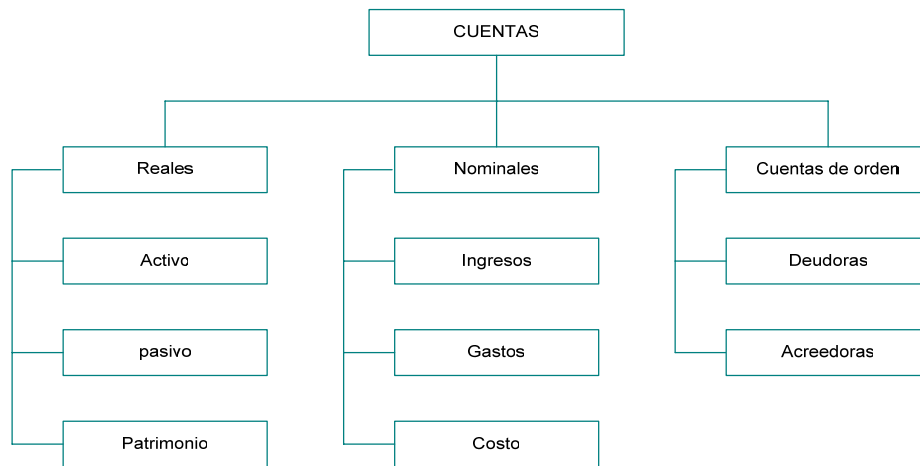 CUENTAS
Reales
Nominales
Cuentas de orden
Activo
Ingresos
Deudoras
pasivo
Gastos
Acreedoras
Patrimonio
Costo